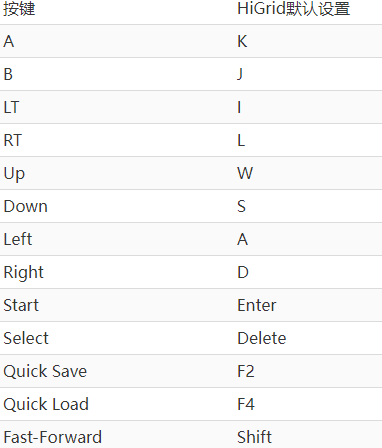 按键 HiGrid默认设置
A K
B J
LT I
RT L
Up W
Down S
Left A
Right D
Start Enter
Select Delete
Quick Save F2
Quick Load F4
Fast-Forward Shift